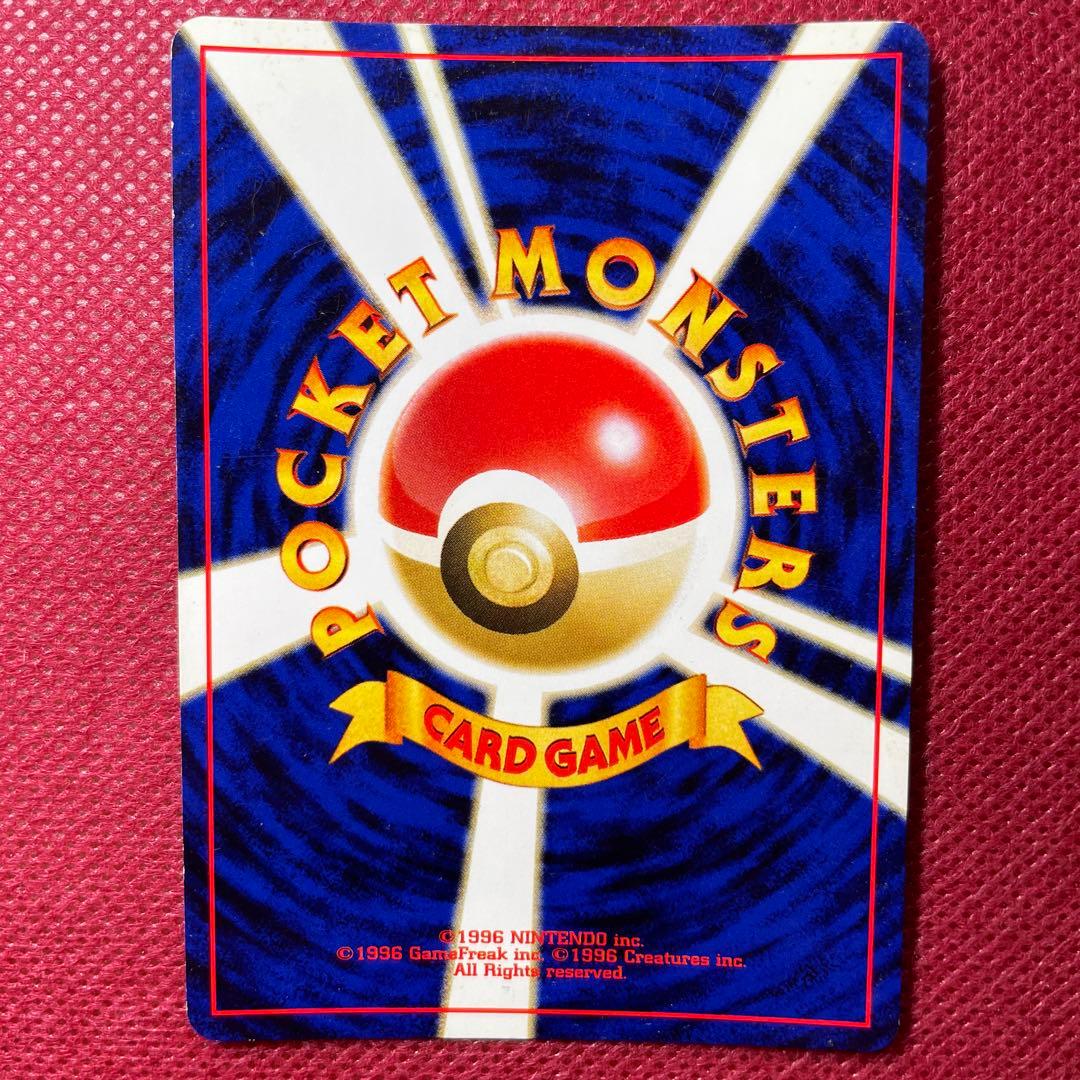 POCKET MONSTERS
CARD GAME
©1996 NINTENDO inc.
©1996 GameFreak inc. ©1996 Creatures inc.
All Rights reserved.